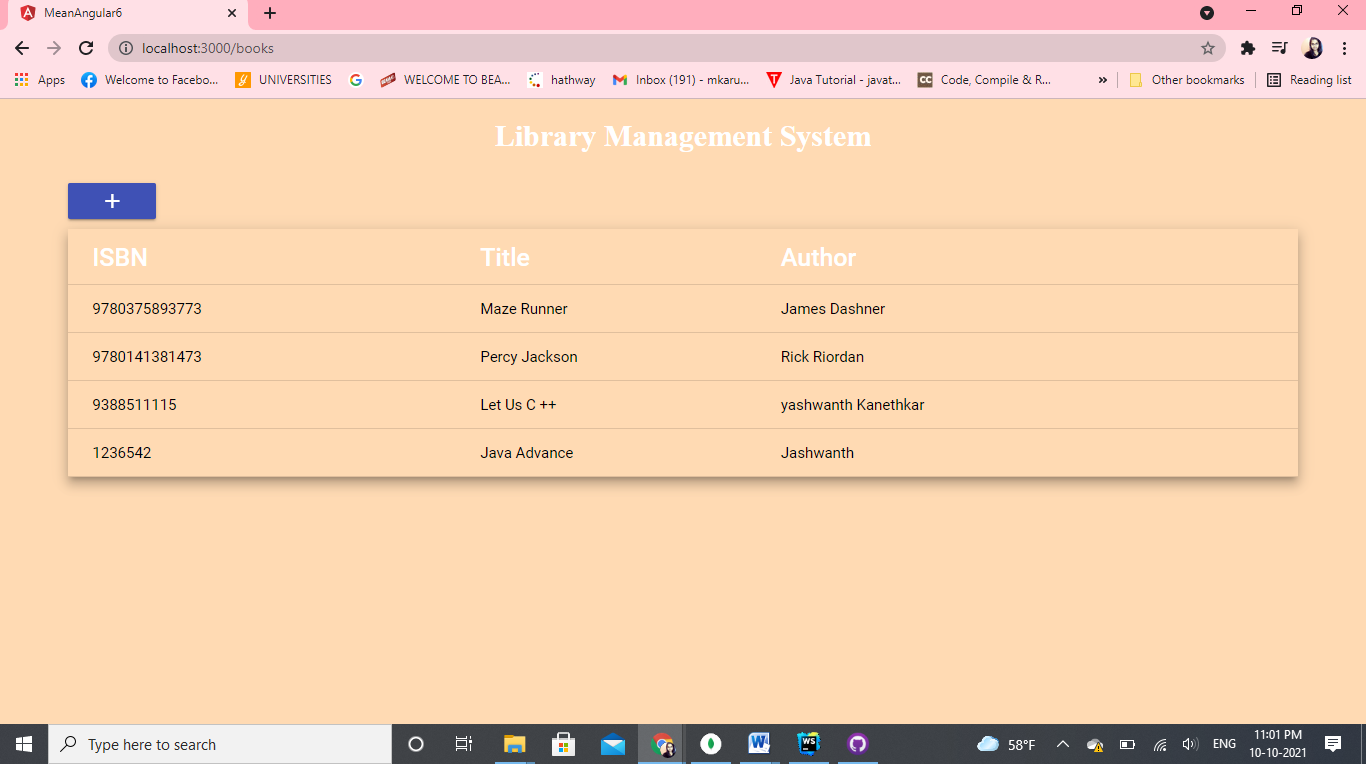 MeanAngular6
localhost:3000/books
Apps Welcome to Facebo... UNIVERSITIES WELCOME TO BEA... hathway Inbox (191) - mkaru... Java Tutorial - javat... CC Code, Compile & R... » Other bookmarks Reading list
Library Management System
+
ISBN Title Author
9780375893773 Maze Runner James Dashner
9780141381473 Percy Jackson Rick Riordan
9388511115 Let Us C ++ yashwanth Kanethkar
1236542 Java Advance Jashwanth
Type here to search 58°F ENG 11:01 PM
10-10-2021